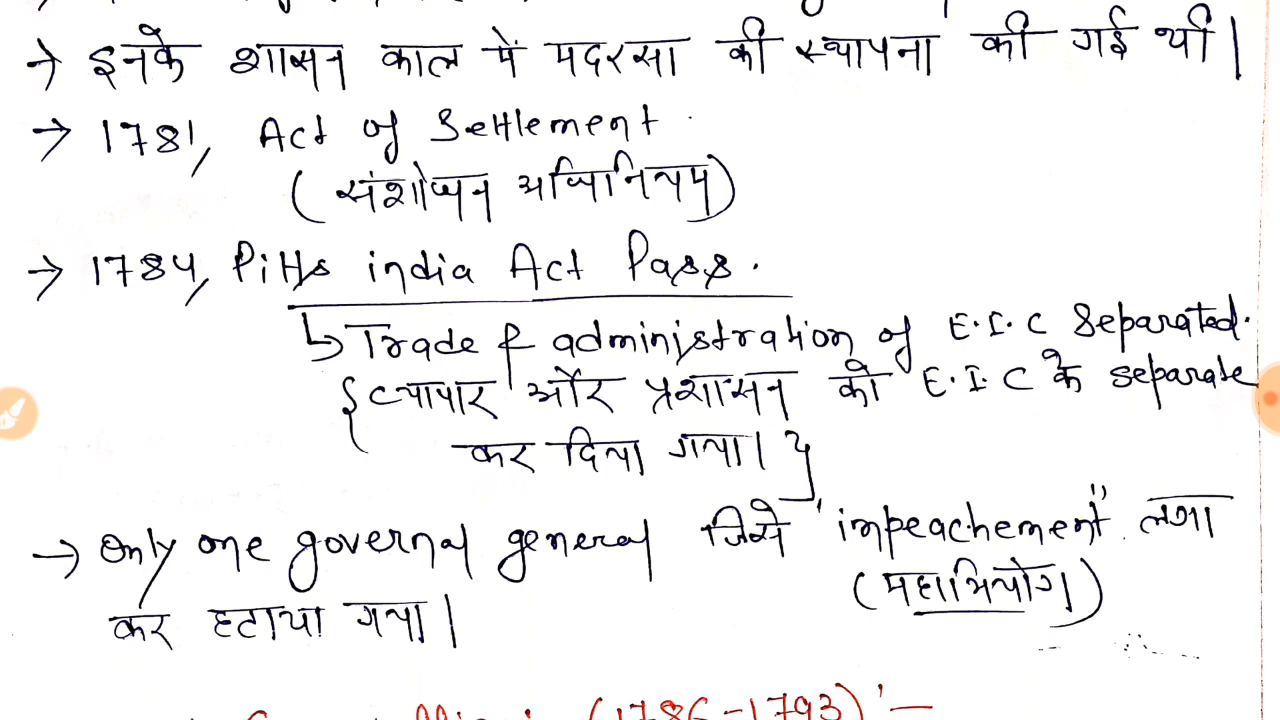 → इनके शासन काल में मदरसा की स्थापना की गई थी।
→ 1781, Act of Settlement.
(संशोधन अधिनियम)
→ 1784, Pitts india Act Pass.
↳ Trade & administration of E.I.C Separated.
{व्यापार और प्रशासन को E.I.C के separate
कर दिया गया।}
→ Only one governal general जिसे "impeachement" लगा
(महाभियोग)
कर हटाया गया।
(1786-1793) :-